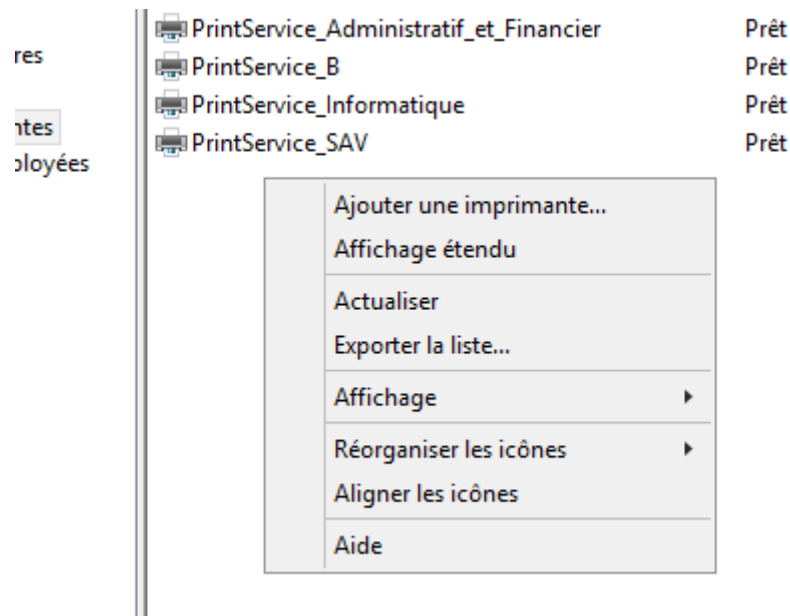 res
ntes
ployées
PrintService_Administratif_et_Financier Prêt
PrintService_B Prêt
PrintService_Informatique Prêt
PrintService_SAV Prêt
Ajouter une imprimante...
Affichage étendu
Actualiser
Exporter la liste...
Affichage
Réorganiser les icônes
Aligner les icônes
Aide